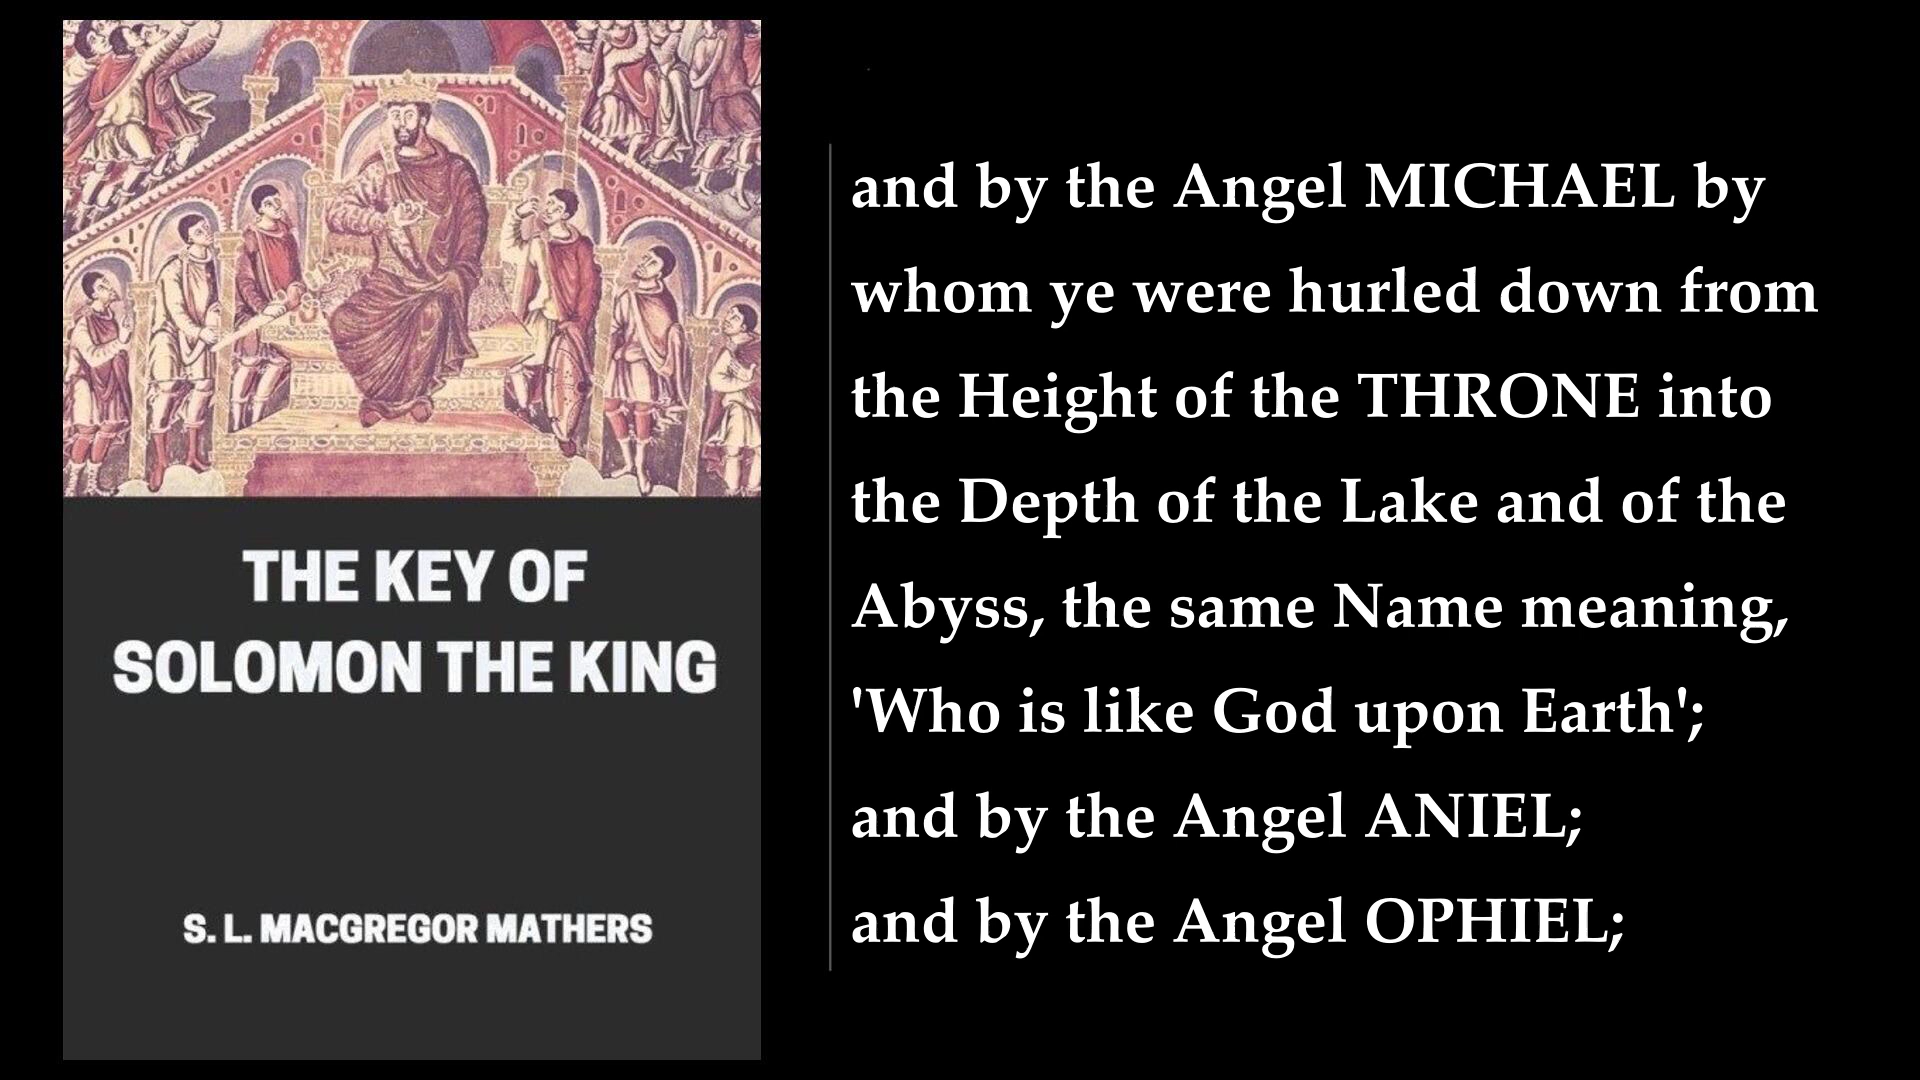 THE KEY OF
SOLOMON THE KING
S. L. MACGREGOR MATHERS
and by the Angel MICHAEL by
whom ye were hurled down from
the Height of the THRONE into
the Depth of the Lake and of the
Abyss, the same Name meaning,
'Who is like God upon Earth';
and by the Angel ANIEL;
and by the Angel OPHIEL;